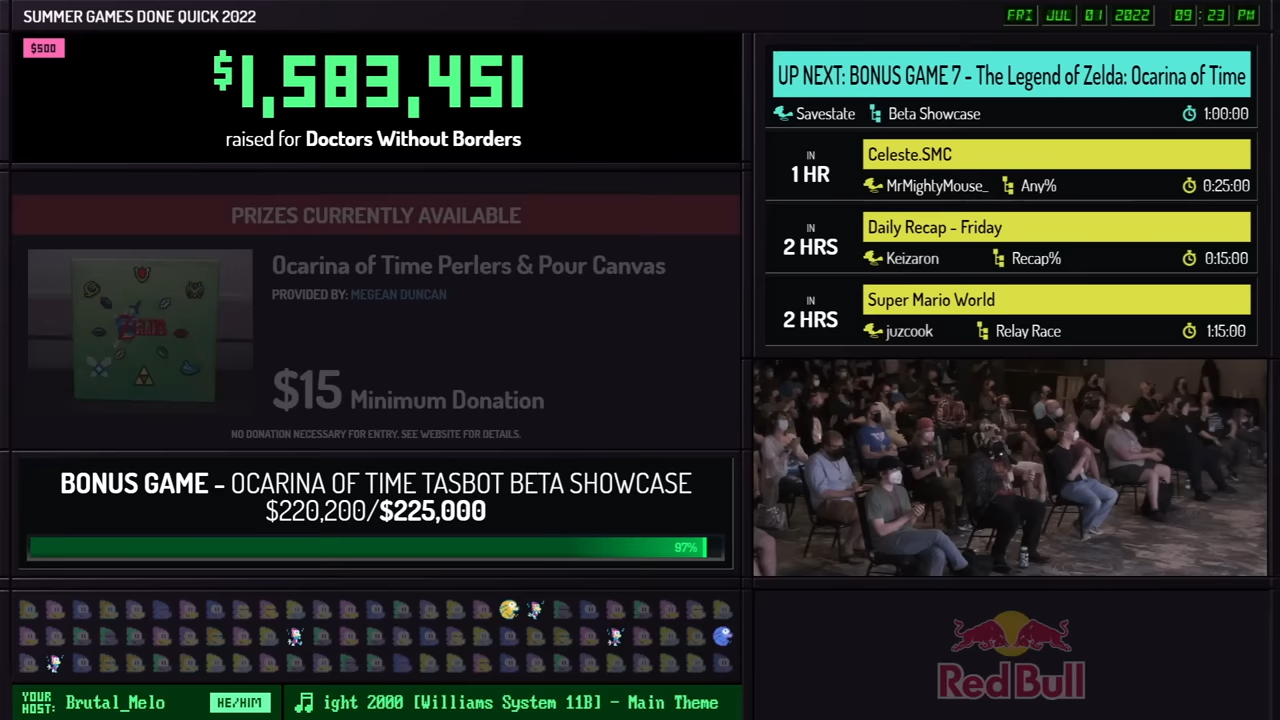 SUMMER GAMES DONE QUICK 2022
FRI JUL 01 2022 09:23 PM
$500
$1,583,451
raised for Doctors Without Borders
PRIZES CURRENTLY AVAILABLE
Ocarina of Time Perlers & Pour Canvas
PROVIDED BY: MEGEAN DUNCAN
$15 Minimum Donation
NO DONATION NECESSARY FOR ENTRY. SEE WEBSITE FOR DETAILS.
BONUS GAME - OCARINA OF TIME TASBOT BETA SHOWCASE
$220,200/$225,000
97%
YOUR HOST: Brutal_Melo HE/HIM ight 2000 [Williams System 11B] - Main Theme
UP NEXT: BONUS GAME 7 - The Legend of Zelda: Ocarina of Time
Savestate Beta Showcase 1:00:00
IN 1 HR
Celeste.SMC
MrMightyMouse_ Any% 0:25:00
IN 2 HRS
Daily Recap - Friday
Keizaron Recap% 0:15:00
IN 2 HRS
Super Mario World
juzcook Relay Race 1:15:00
Red Bull